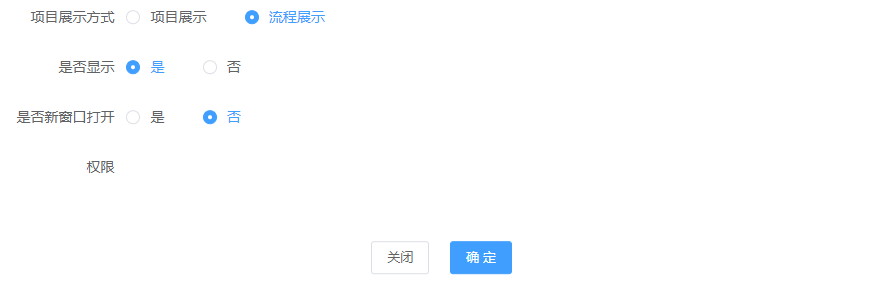 项目展示方式 项目展示 流程展示
是否显示 是 否
是否新窗口打开 是 否
权限
关闭 确定